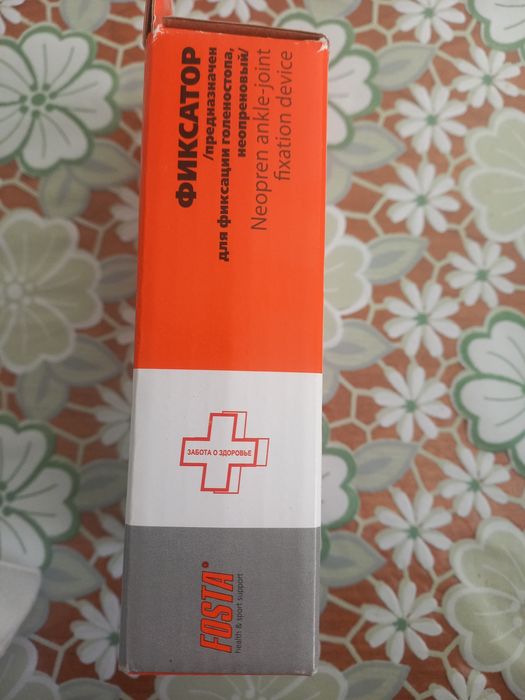 ФИКСАТОР
/предназначен
для фиксации голеностопа,
неопреновый/
Neopren ankle-joint
fixation device
ЗАБОТА О ЗДОРОВЬЕ
FOSTA®
health & sport support